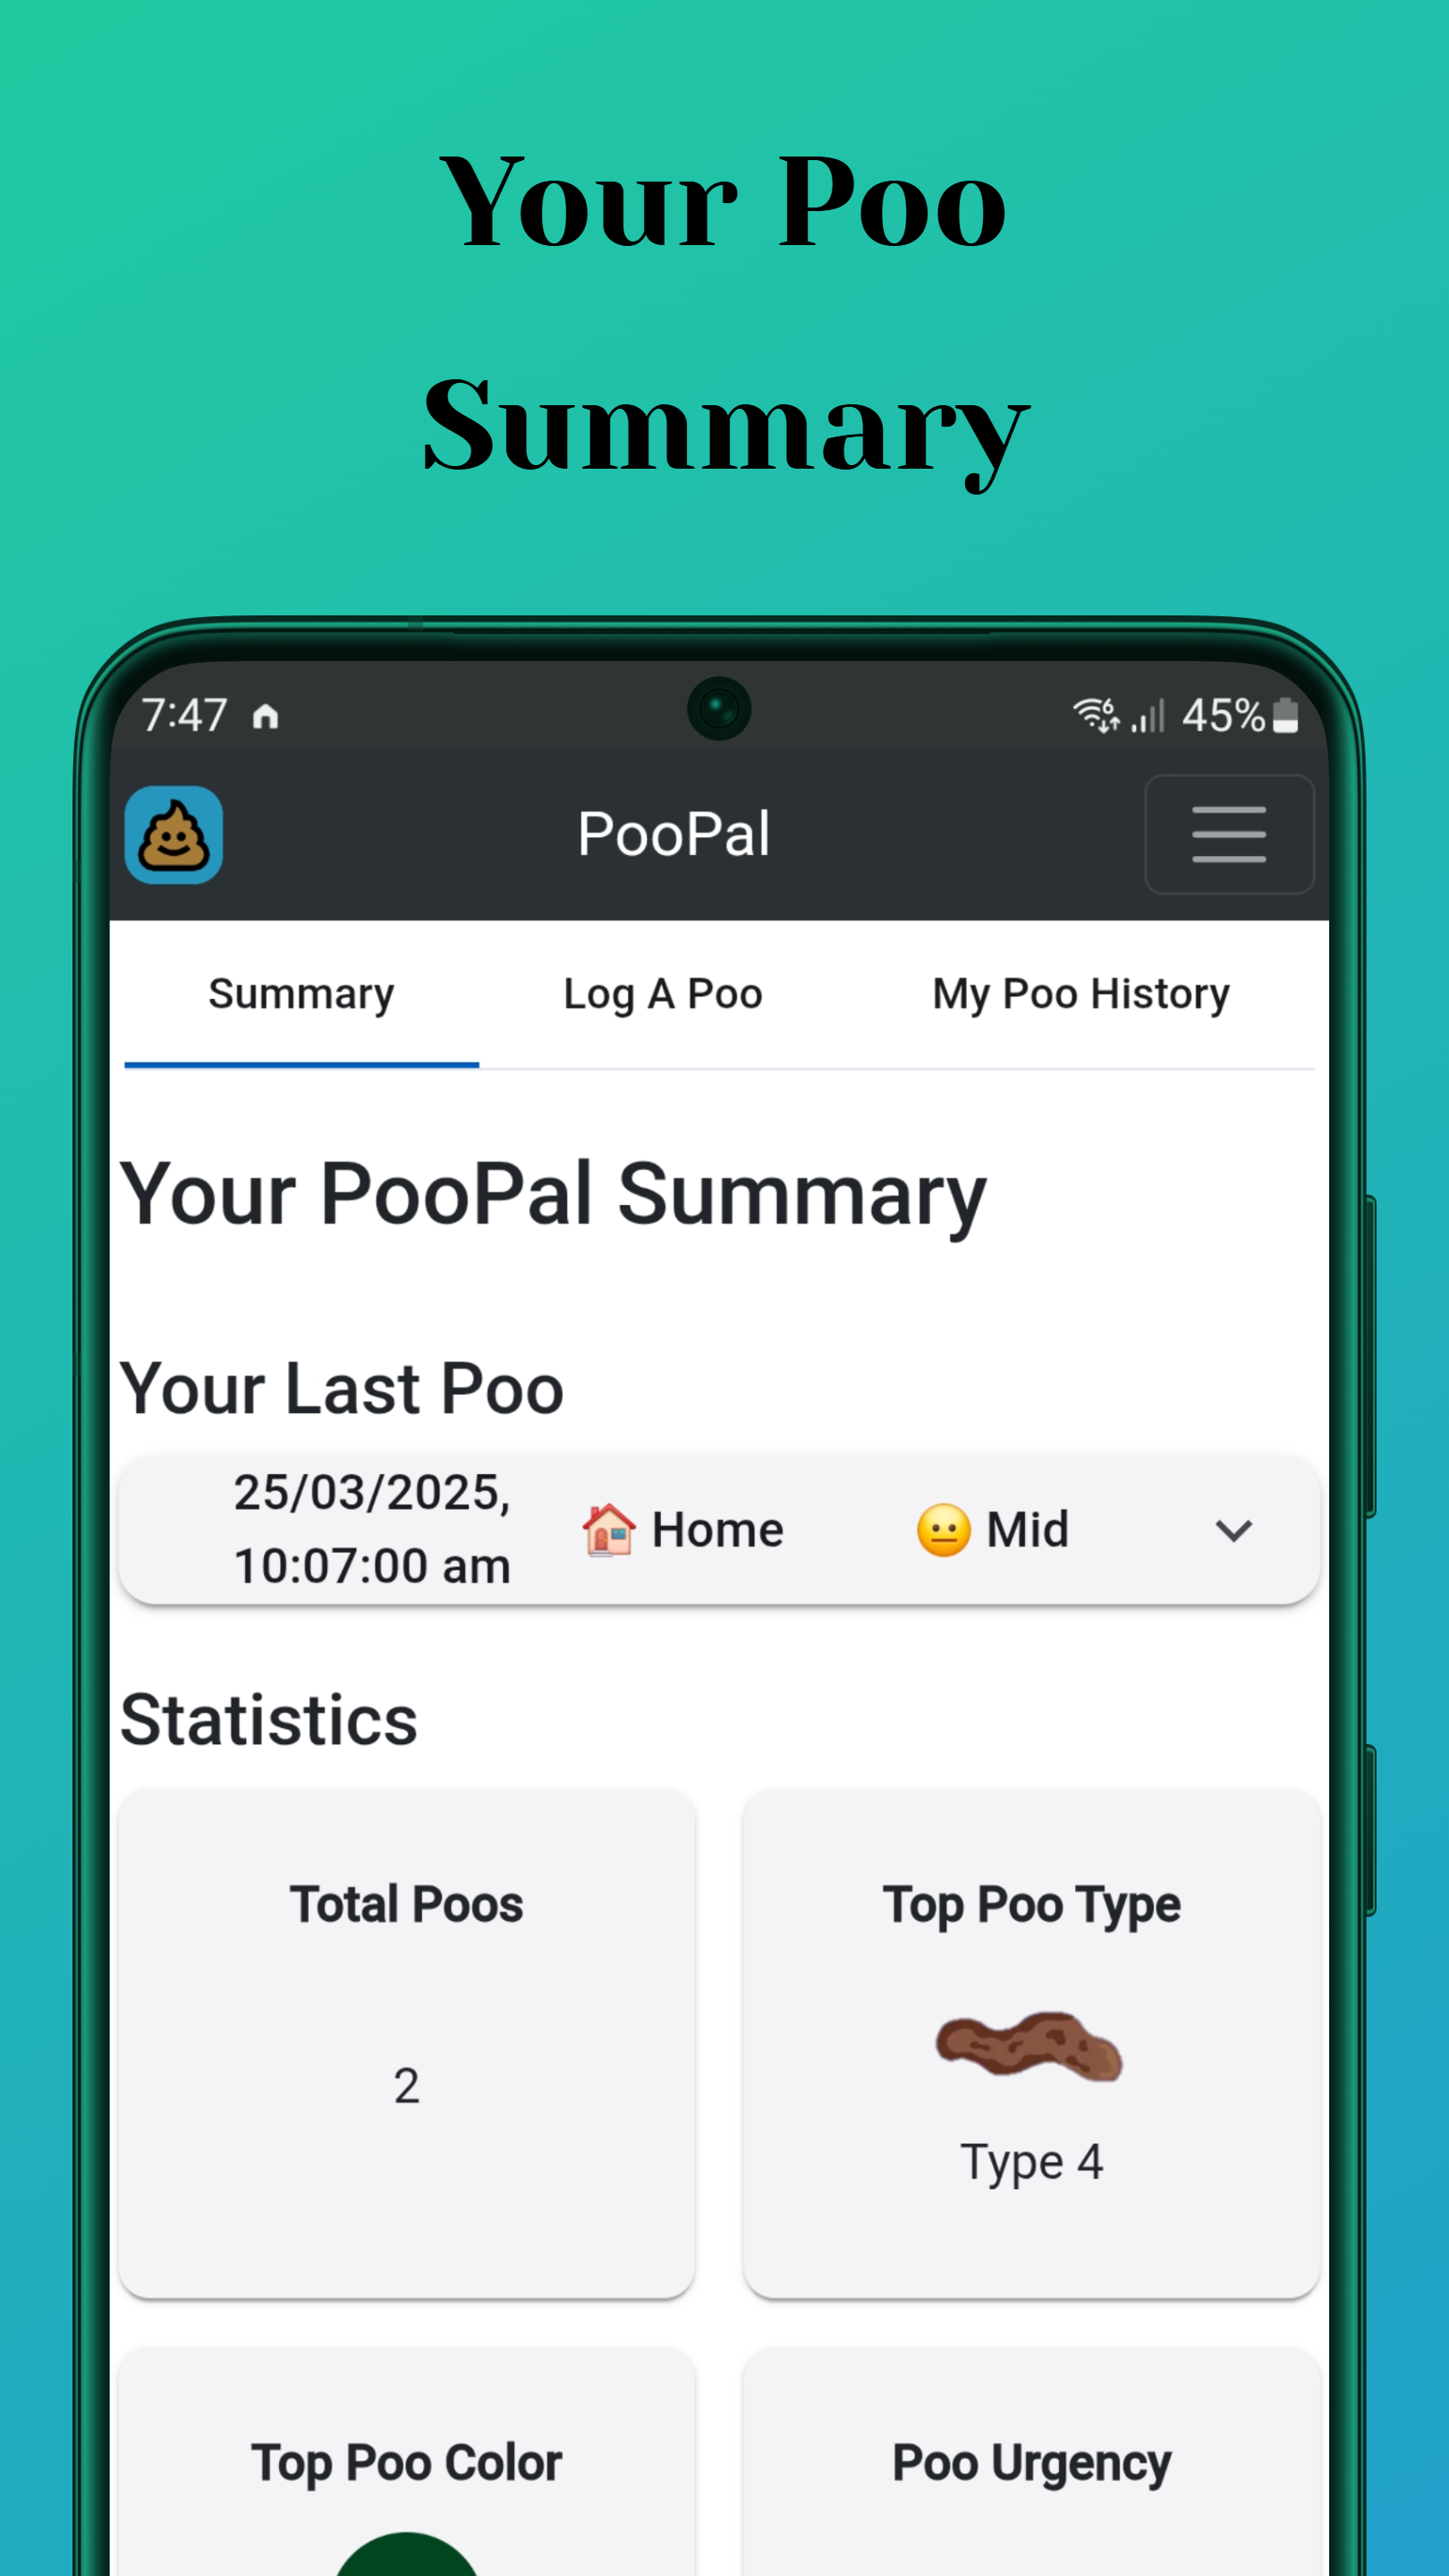 Your Poo
Summary
7:47
6
45%
PooPal
Summary
Log A Poo
My Poo History
Your PooPal Summary
Your Last Poo
25/03/2025,
10:07:00 am
Home
Mid
Statistics
Total Poos
2
Top Poo Type
Type 4
Top Poo Color
Poo Urgency